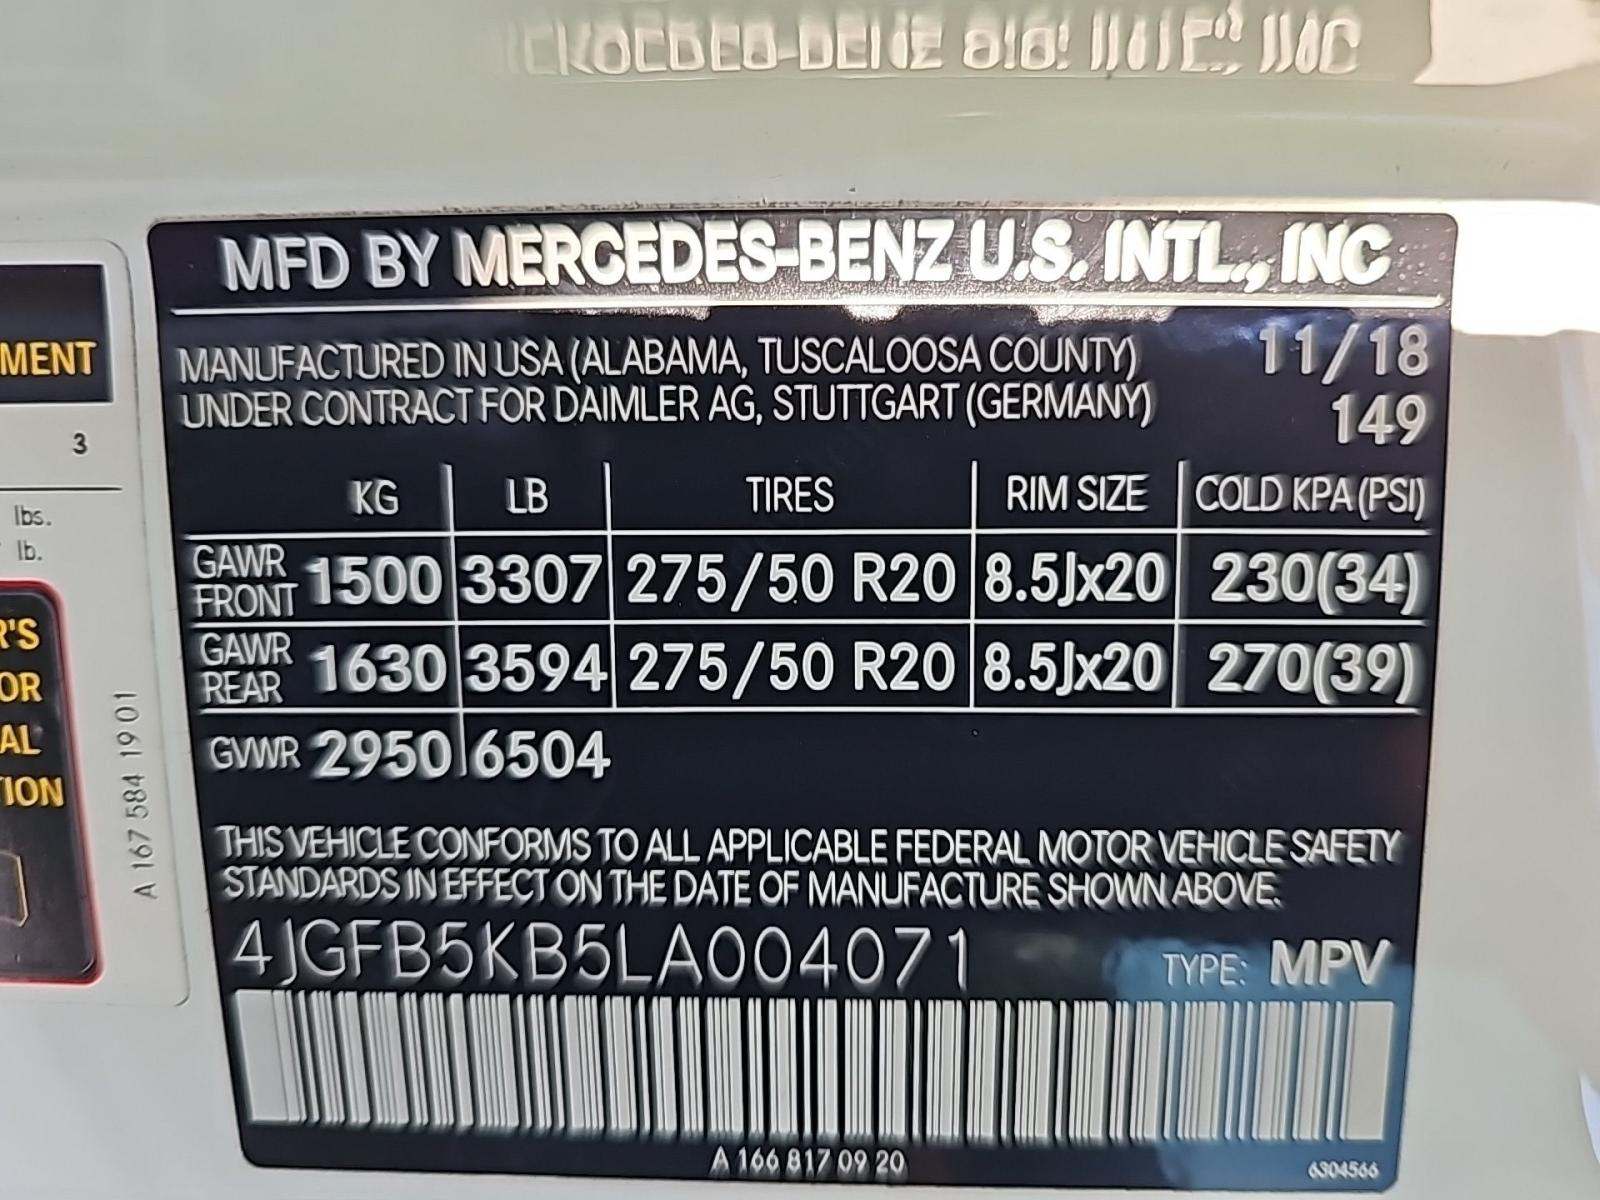 MFD BY MERCEDES-BENZ U.S. INTL., INC
MANUFACTURED IN USA (ALABAMA, TUSCALOOSA COUNTY) 11/18
UNDER CONTRACT FOR DAIMLER AG, STUTTGART (GERMANY) 149
KG LB TIRES RIM SIZE COLD KPA (PSI)
GAWR FRONT 1500 3307 275/50 R20 8.5Jx20 230(34)
GAWR REAR 1630 3594 275/50 R20 8.5Jx20 270(39)
GVWR 2950 6504
THIS VEHICLE CONFORMS TO ALL APPLICABLE FEDERAL MOTOR VEHICLE SAFETY
STANDARDS IN EFFECT ON THE DATE OF MANUFACTURE SHOWN ABOVE.
4JGFB5KB5LA004071 TYPE: MPV
A 166 817 09 20 6304566
MENT
3
lbs.
lb.
R'S
OR
AL
TION
A 167 584 19 01